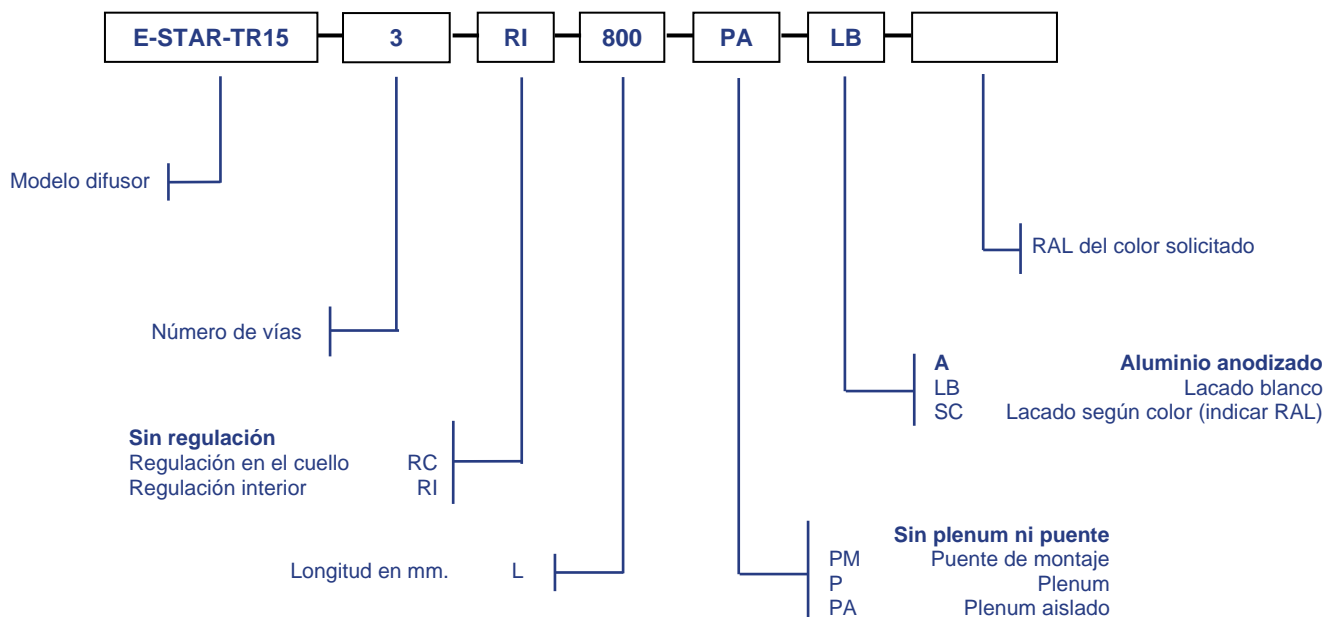 E-STAR-TR15 3 RI 800 PA LB
Modelo difusor
RAL del color solicitado
Número de vías
A Aluminio anodizado
LB Lacado blanco
SC Lacado según color (indicar RAL)
Sin regulación
Regulación en el cuello RC
Regulación interior RI
Sin plenum ni puente
PM Puente de montaje
P Plenum
PA Plenum aislado
Longitud en mm. L